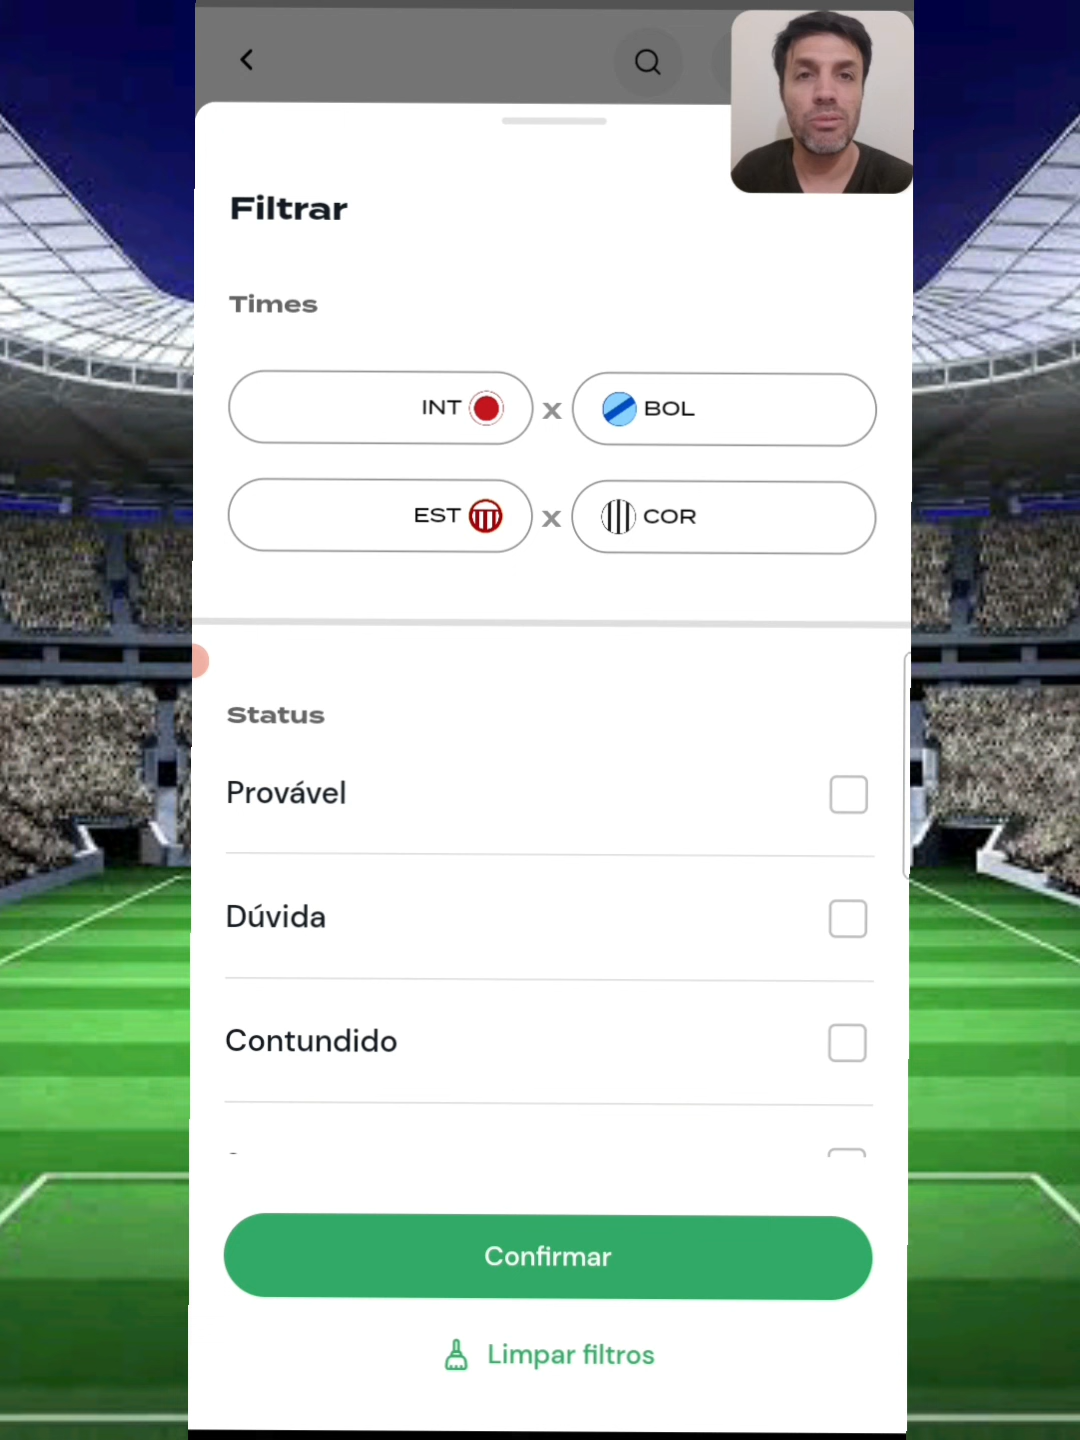 Filtrar
Times
INT x BOL
EST x COR
Status
Provável
Dúvida
Contundido
Confirmar
Limpar filtros